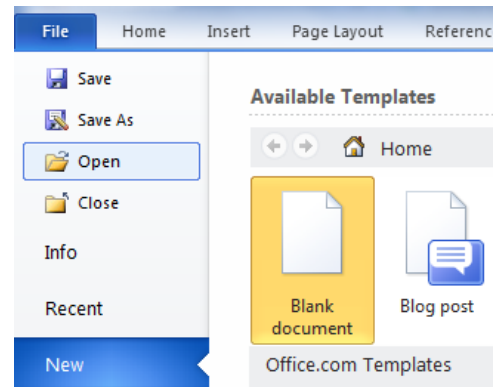 File Home Insert Page Layout
Save
Save As
Open
Close
Info
Recent
New
Available Templates
Home
Blank
document
Blog post
Office.com Templates